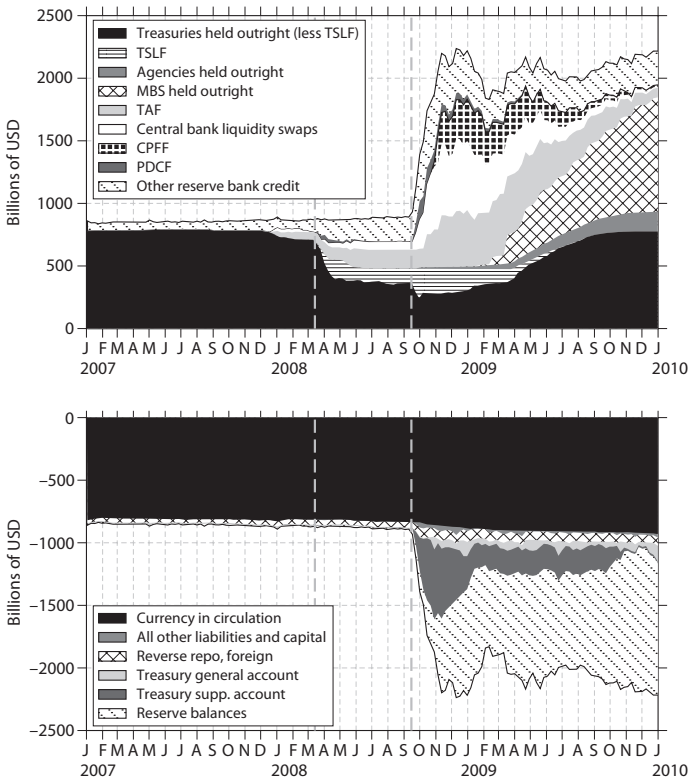 2500
2000
1500
1000
500
0
Billions of USD
Treasuries held outright (less TSLF)
TSLF
Agencies held outright
MBS held outright
TAF
Central bank liquidity swaps
CPFF
PDCF
Other reserve bank credit
J F M A M J J A S O N D J F M A M J J A S O N D J F M A M J J A S O N D J
2007 2008 2009 2010
0
−500
−1000
−1500
−2000
−2500
Billions of USD
Currency in circulation
All other liabilities and capital
Reverse repo, foreign
Treasury general account
Treasury supp. account
Reserve balances
J F M A M J J A S O N D J F M A M J J A S O N D J F M A M J J A S O N D J
2007 2008 2009 2010